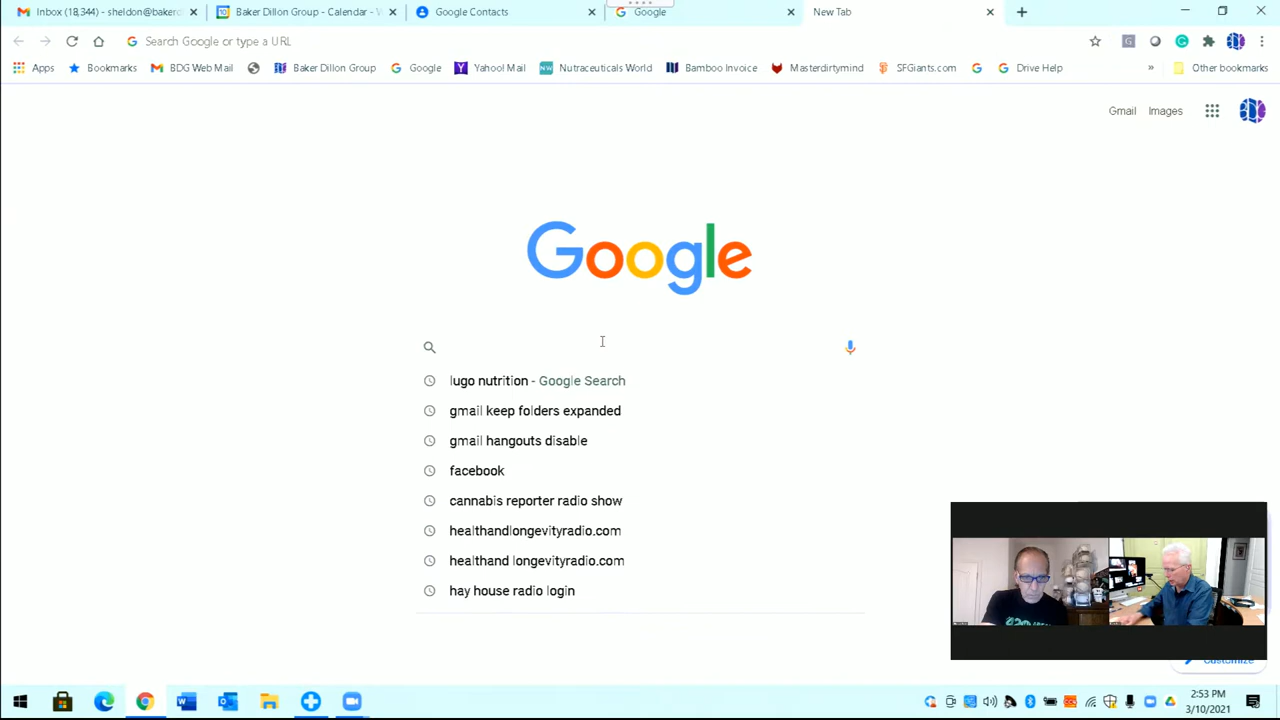 Inbox (18,344) - sheldon@bakerd
Baker Dillon Group - Calendar - V
Google Contacts
Google
New Tab
Search Google or type a URL
Apps
Bookmarks
BDG Web Mail
Baker Dillon Group
Google
Yahoo! Mail
NW
Nutraceuticals World
Bamboo Invoice
Masterdirtymind
SFGiants.com
Drive Help
»
Other bookmarks
Gmail
Images
Google
lugo nutrition - Google Search
gmail keep folders expanded
gmail hangouts disable
facebook
cannabis reporter radio show
healthandlongevityradio.com
healthand longevityradio.com
hay house radio login
Customize
2:53 PM
3/10/2021